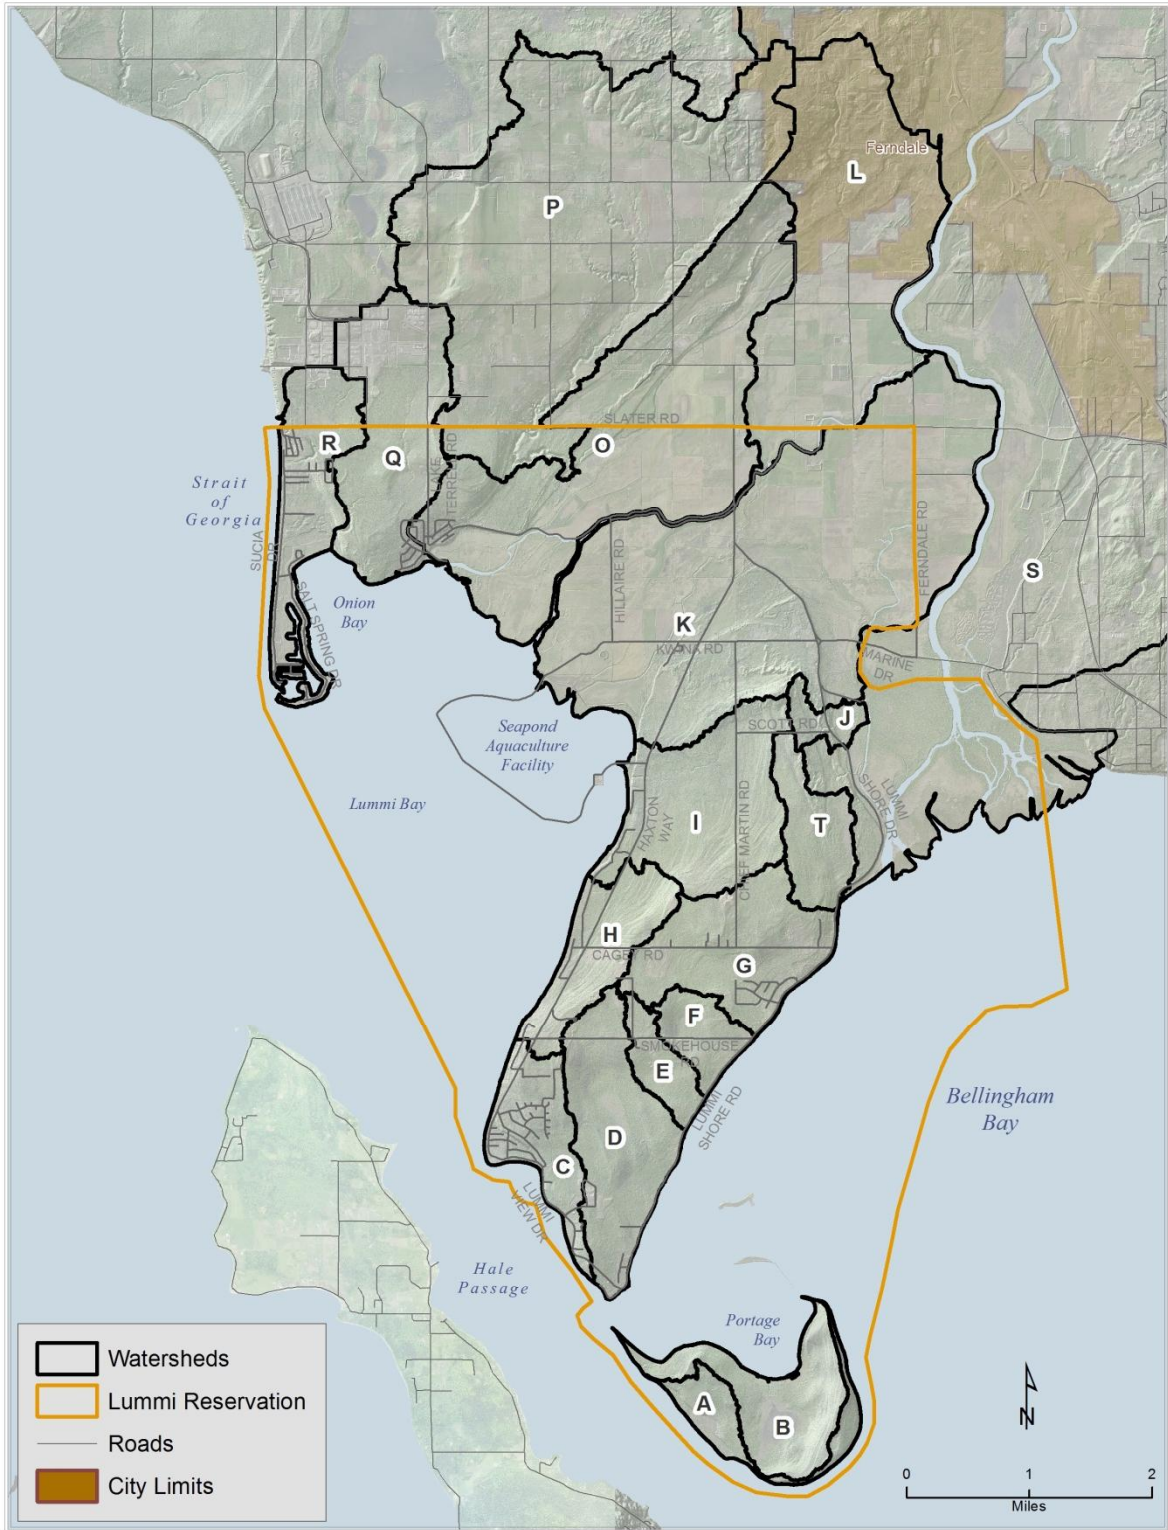 Ferndale
L
P
SLATER RD
R
O
Q
LAKE
TERRELL RD
Strait
of
Georgia
SUCIA
DR
SALT SPRING DR
Onion
Bay
HILLAIRE RD
FERNDALE RD
S
K
KWINA RD
MARINE
DR
J
SCOTT RD
Seapond
Aquaculture
Facility
Lummi Bay
HAXTON
WAY
I
CHIEF MARTIN RD
T
LUMMI
SHORE DR
H
CAGEY RD
G
F
SMOKEHOUSE
RD
E
LUMMI
SHORE RD
Bellingham
Bay
D
C
LUMMI
VIEW DR
Hale
Passage
Portage
Bay
A
B
Watersheds
Lummi Reservation
Roads
City Limits
N
0 1 2
Miles